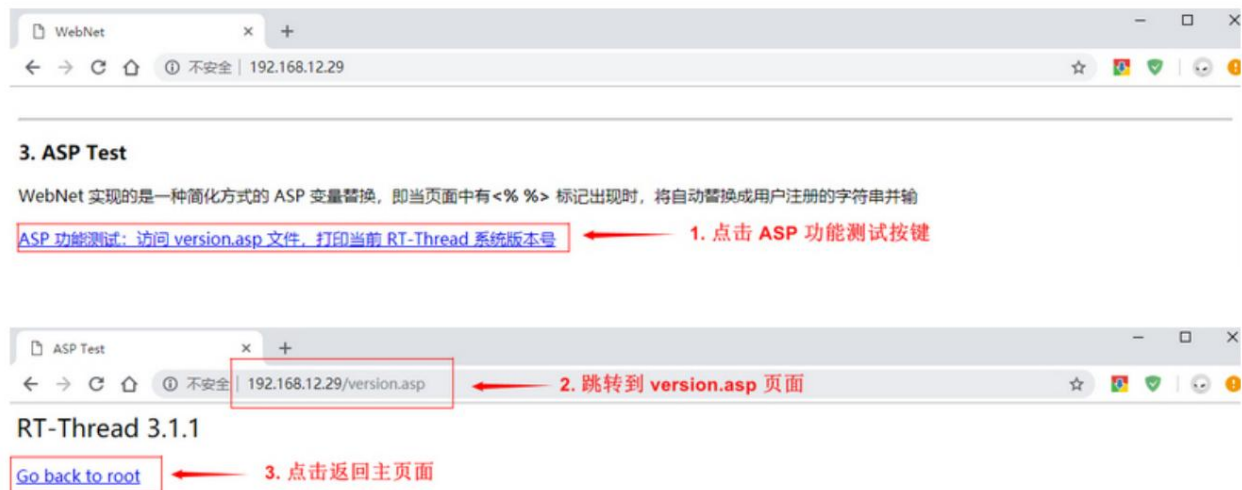 WebNet
不安全 | 192.168.12.29
3. ASP Test
WebNet 实现的是一种简化方式的 ASP 变量替换，即当页面中有<% %> 标记出现时，将自动替换成用户注册的字符串并输
ASP 功能测试：访问 version.asp 文件，打印当前 RT-Thread 系统版本号
1. 点击 ASP 功能测试按键
ASP Test
不安全 | 192.168.12.29/version.asp
2. 跳转到 version.asp 页面
RT-Thread 3.1.1
Go back to root
3. 点击返回主页面